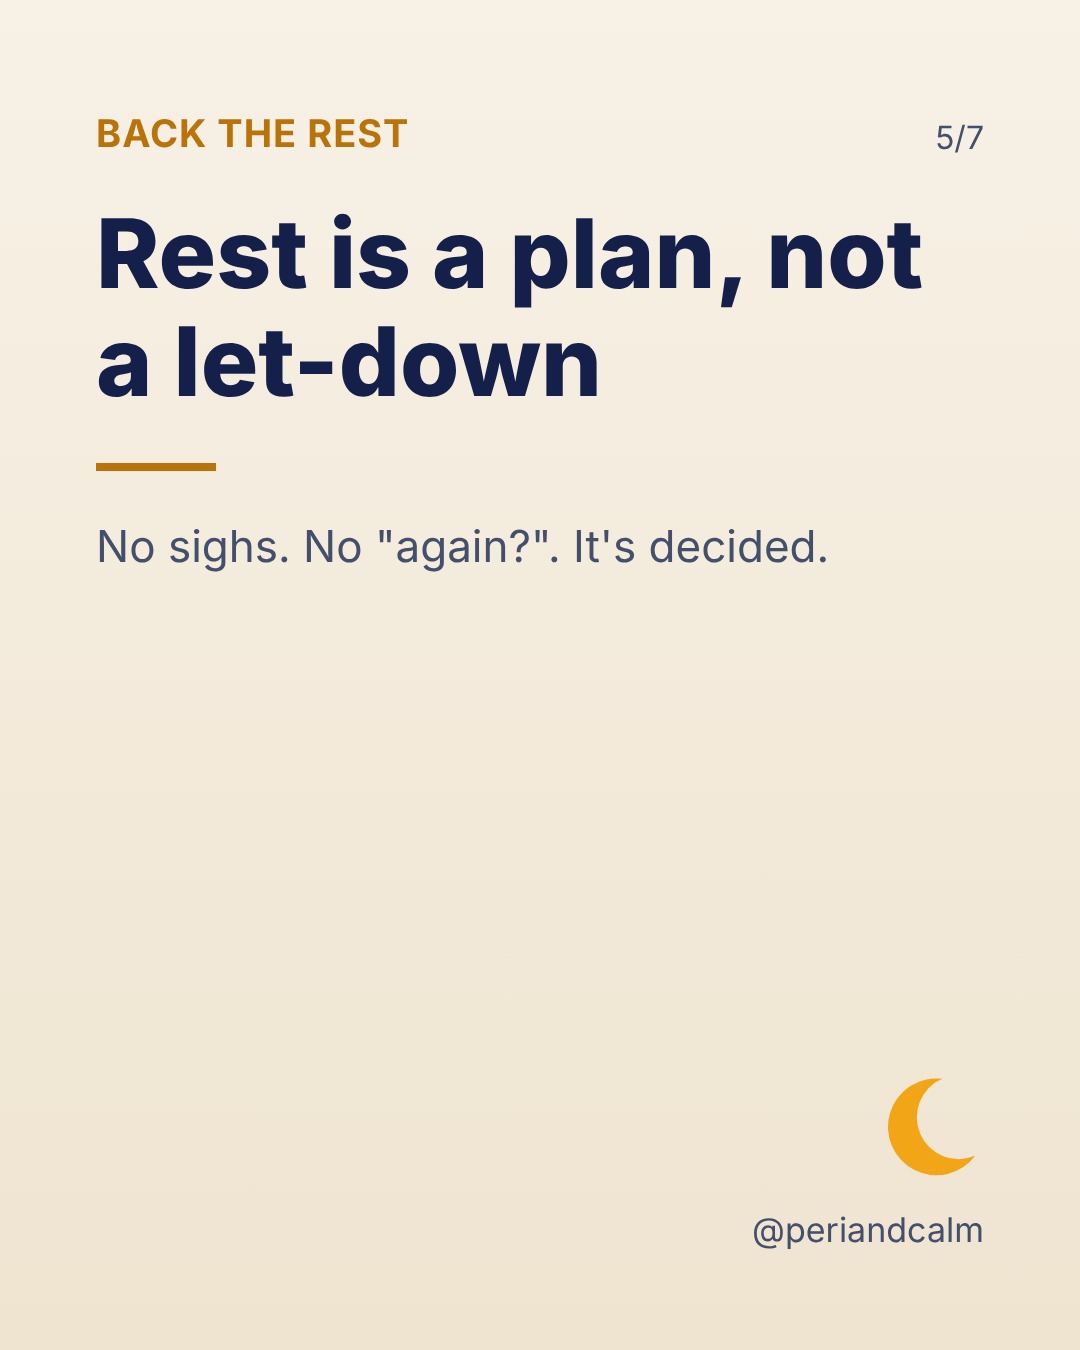 BACK THE REST
5/7
Rest is a plan, not
a let-down
No sighs. No "again?". It's decided.
@periandcalm